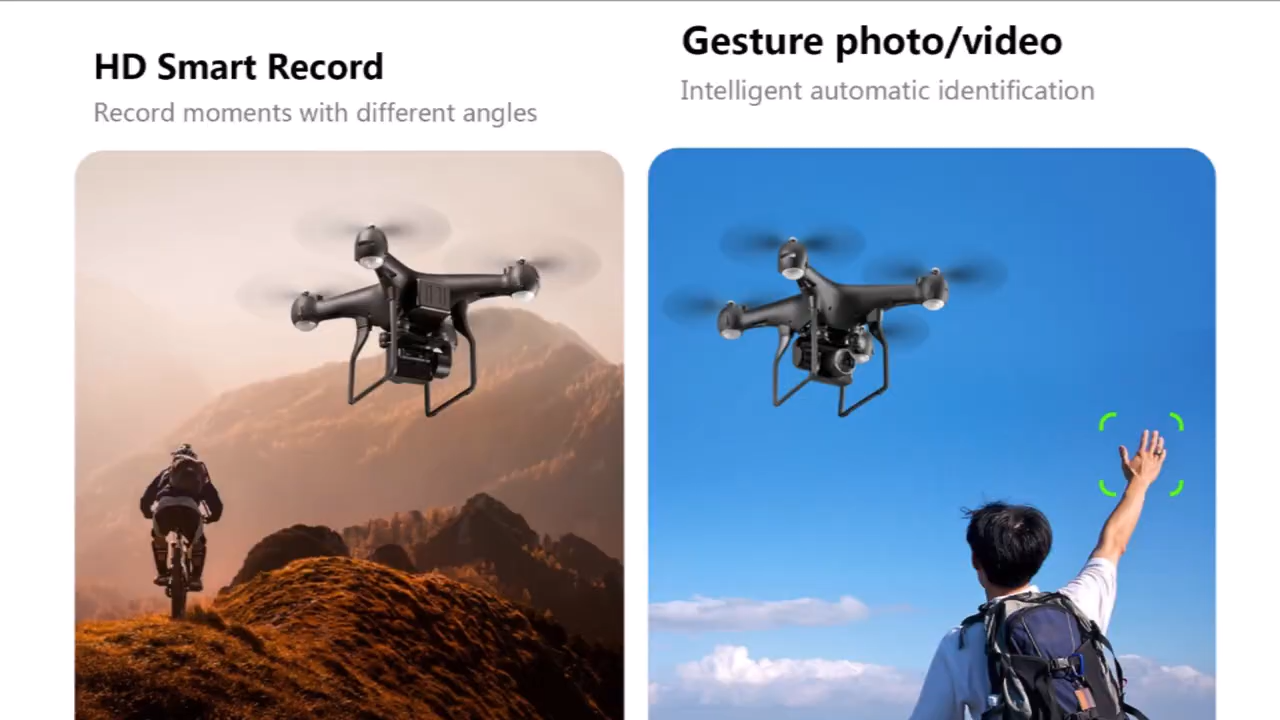 HD Smart Record
Record moments with different angles
Gesture photo/video
Intelligent automatic identification